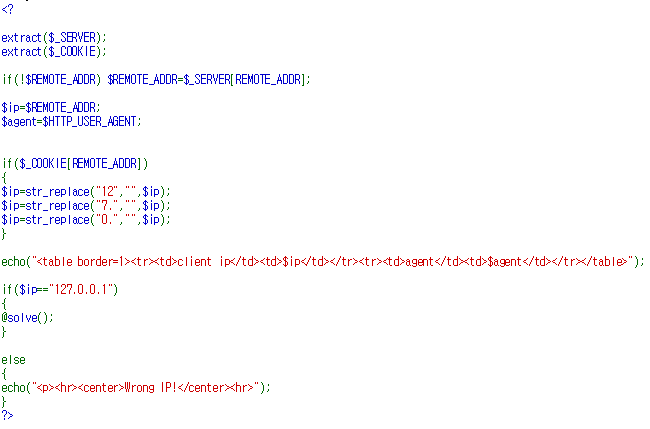 <?
extract($_SERVER);
extract($_COOKIE);
if(!$REMOTE_ADDR) $REMOTE_ADDR=$_SERVER[REMOTE_ADDR];
$ip=$REMOTE_ADDR;
$agent=$HTTP_USER_AGENT;
if($_COOKIE[REMOTE_ADDR])
{
$ip=str_replace("12","",$ip);
$ip=str_replace("7.","",$ip);
$ip=str_replace("0.","",$ip);
}
echo("<table border=1><tr><td>client ip</td><td>$ip</td></tr><tr><td>agent</td><td>$agent</td></tr></table>");
if($ip=="127.0.0.1")
{
@solve();
}
else
{
echo("<p><hr><center>Wrong IP!</center><hr>");
}
?>